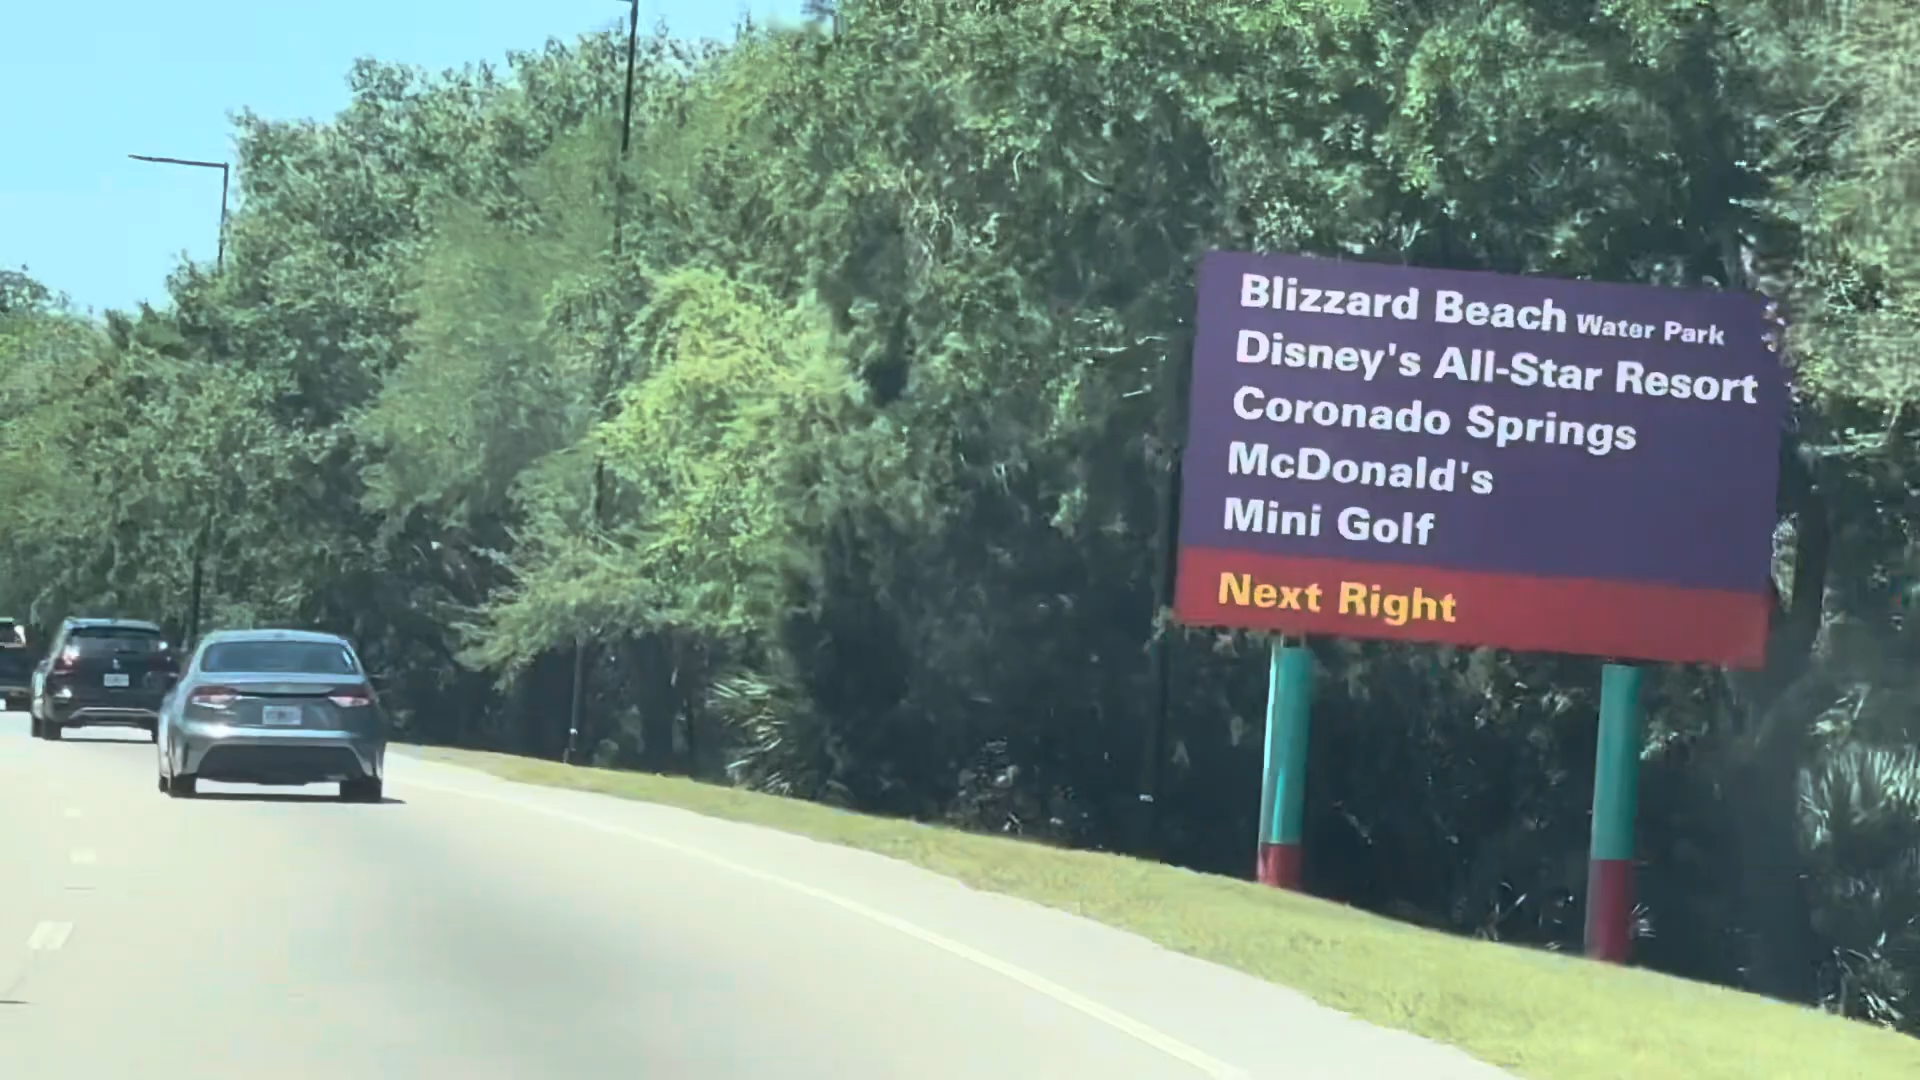 Blizzard Beach Water Park
Disney's All-Star Resort
Coronado Springs
McDonald's
Mini Golf
Next Right